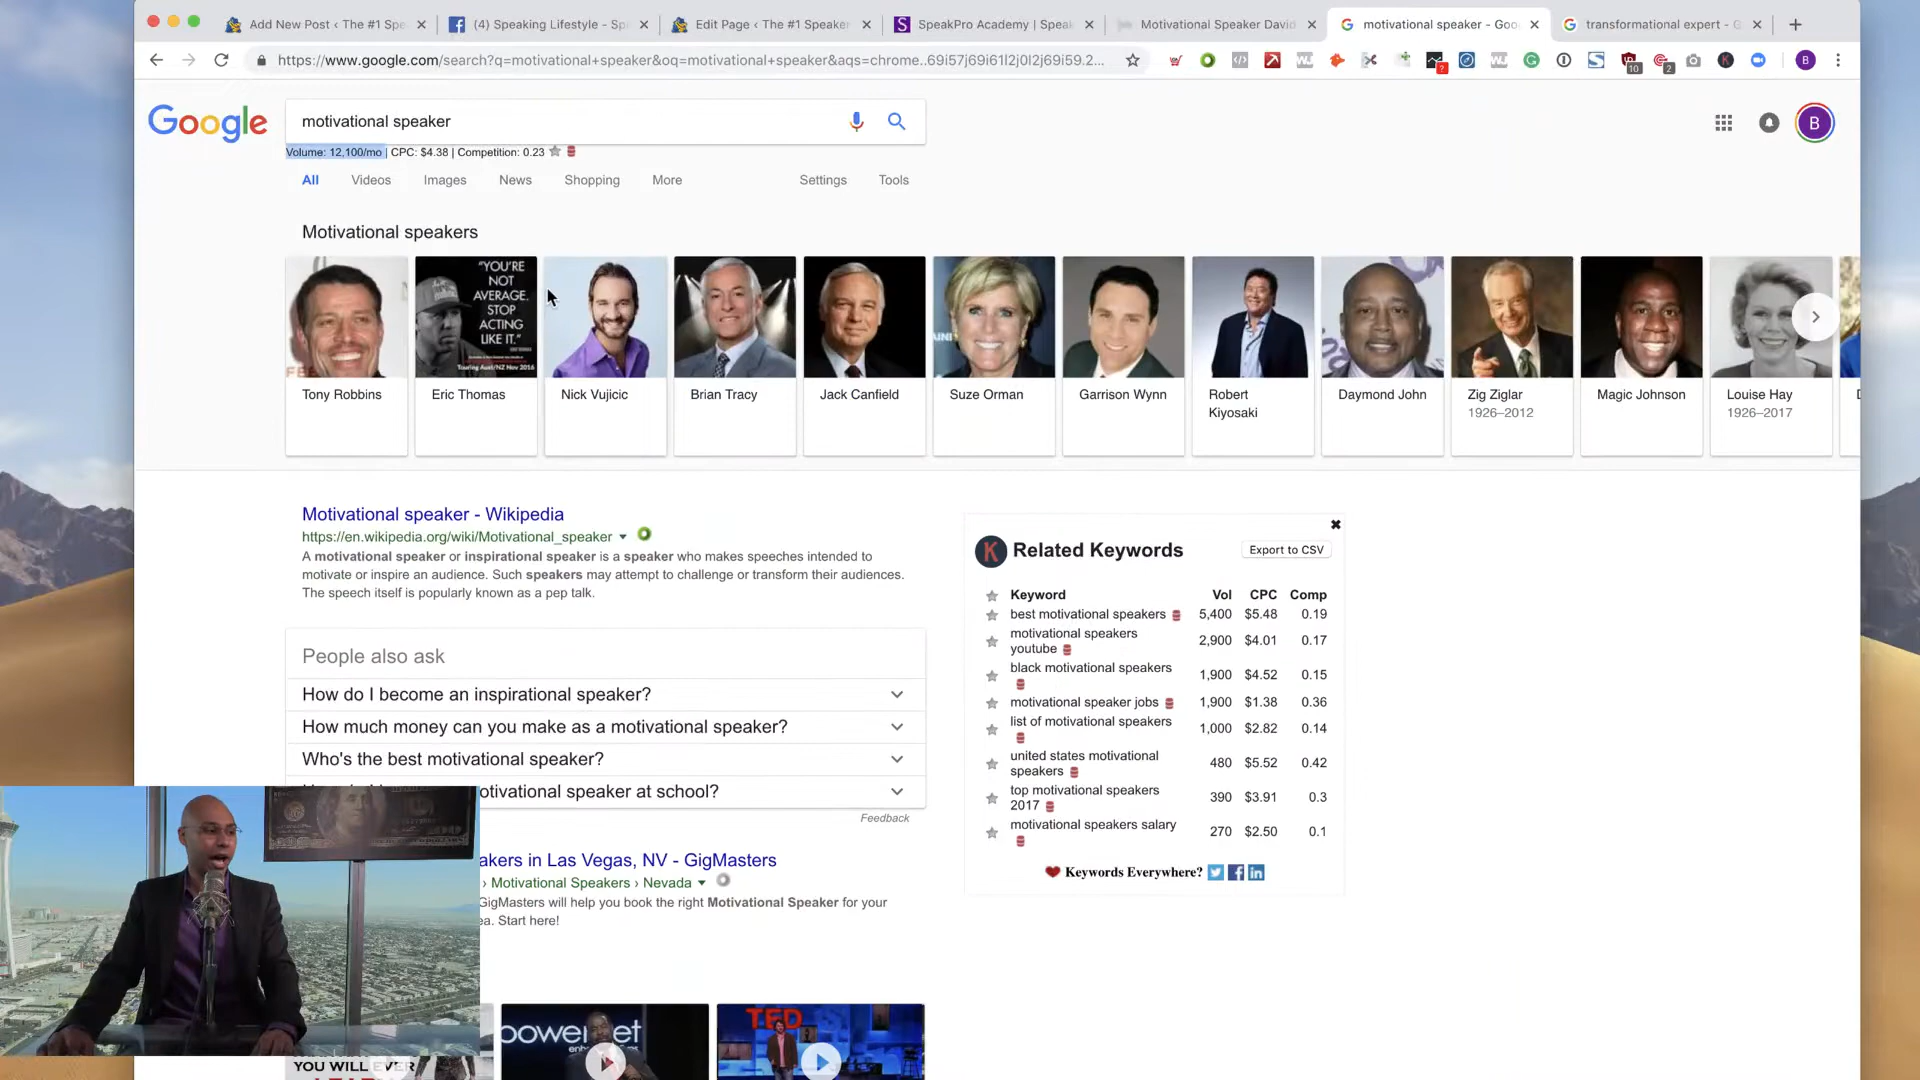 Add New Post ‹ The #1 Spe
(4) Speaking Lifestyle - Sp
Edit Page ‹ The #1 Speaker
SpeakPro Academy | Speak
Motivational Speaker David
motivational speaker - Goo
transformational expert - G
https://www.google.com/search?q=motivational+speaker&oq=motivational+speaker&aqs=chrome..69i57j69i61l2j0l2j69i59.2...
10
2
B
Google
motivational speaker
B
Volume: 12,100/mo | CPC: $4.38 | Competition: 0.23
All Videos Images News Shopping More Settings Tools
Motivational speakers
"YOU'RE
NOT
AVERAGE.
STOP
ACTING
LIKE IT."
Touring Aust/NZ Nov 2016
Tony Robbins
Eric Thomas
Nick Vujicic
Brian Tracy
Jack Canfield
Suze Orman
Garrison Wynn
Robert
Kiyosaki
Daymond John
Zig Ziglar
1926–2012
Magic Johnson
Louise Hay
1926–2017
Motivational speaker - Wikipedia
https://en.wikipedia.org/wiki/Motivational_speaker
A motivational speaker or inspirational speaker is a speaker who makes speeches intended to
motivate or inspire an audience. Such speakers may attempt to challenge or transform their audiences.
The speech itself is popularly known as a pep talk.
People also ask
How do I become an inspirational speaker?
How much money can you make as a motivational speaker?
Who's the best motivational speaker?
otivational speaker at school?
Feedback
akers in Las Vegas, NV - GigMasters
› Motivational Speakers › Nevada
GigMasters will help you book the right Motivational Speaker for your
ea. Start here!
K Related Keywords
Export to CSV
Keyword Vol CPC Comp
best motivational speakers 5,400 $5.48 0.19
motivational speakers
youtube 2,900 $4.01 0.17
black motivational speakers 1,900 $4.52 0.15
motivational speaker jobs 1,900 $1.38 0.36
list of motivational speakers 1,000 $2.82 0.14
united states motivational
speakers 480 $5.52 0.42
top motivational speakers
2017 390 $3.91 0.3
motivational speakers salary 270 $2.50 0.1
Keywords Everywhere?
YOU WILL EVER
TED